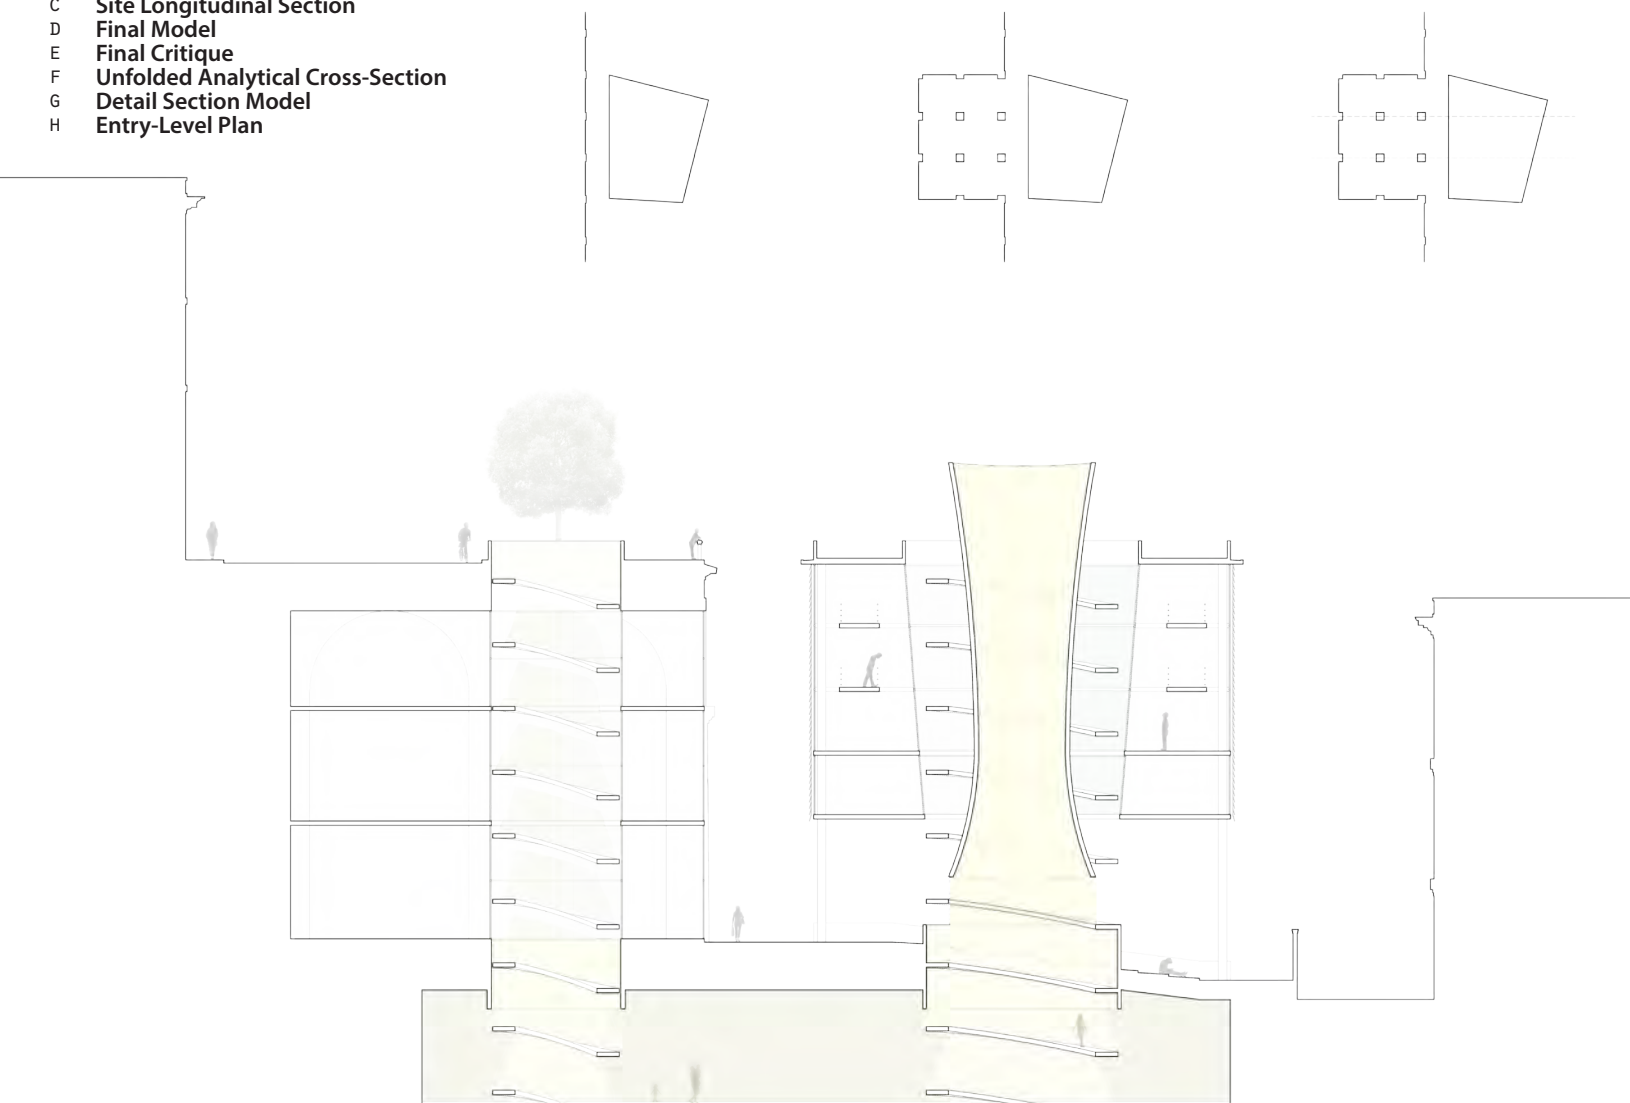 C Site Longitudinal Section
D Final Model
E Final Critique
F Unfolded Analytical Cross-Section
G Detail Section Model
H Entry-Level Plan